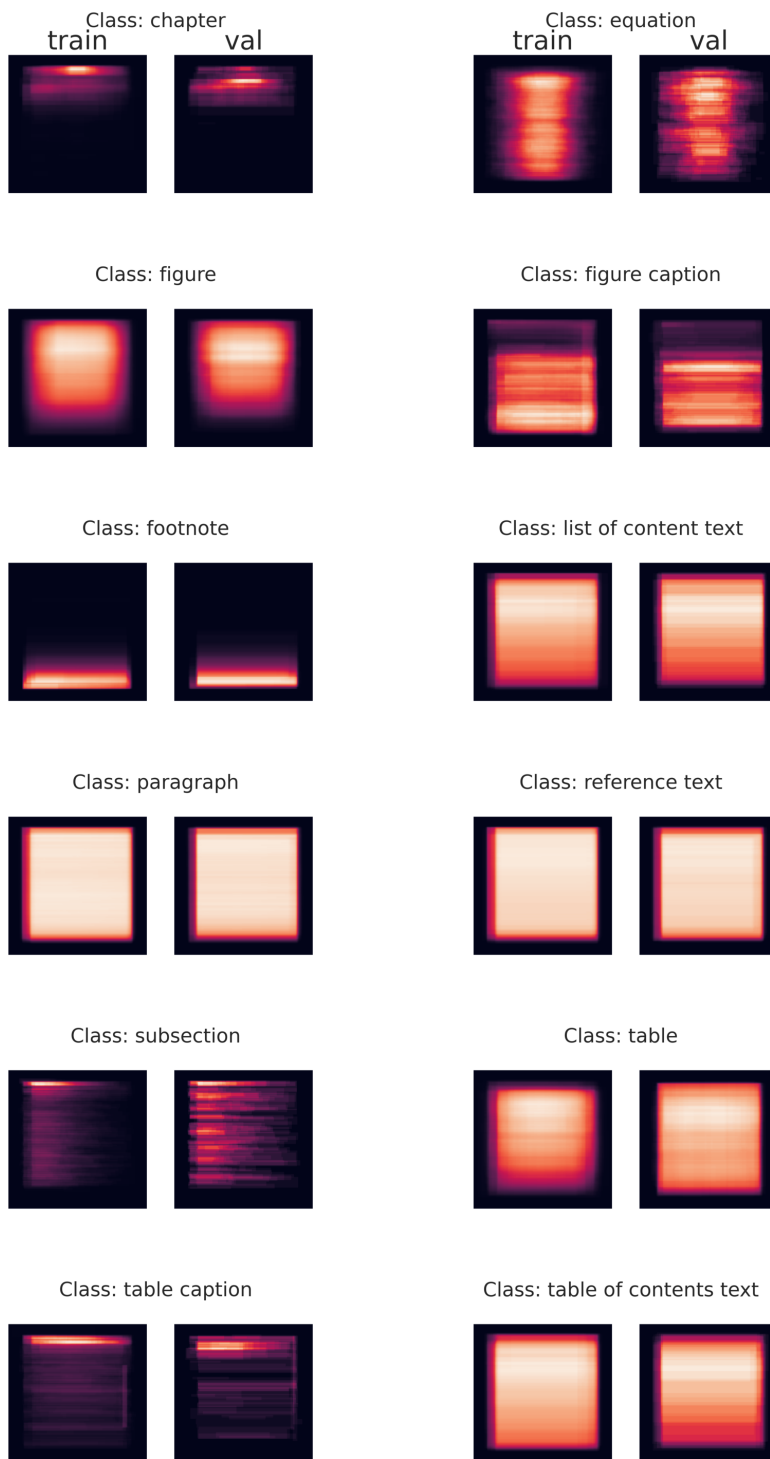 Class: chapter
Class: equation
train
val
train
val
Class: figure
Class: figure caption
Class: footnote
Class: list of content text
Class: paragraph
Class: reference text
Class: subsection
Class: table
Class: table caption
Class: table of contents text